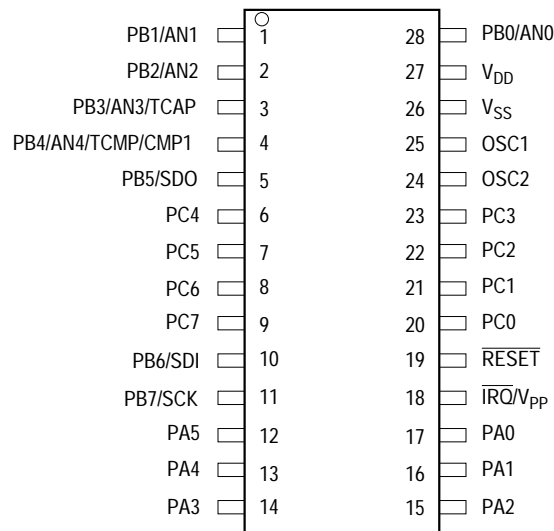 PB1/AN1 1 28 PB0/AN0
PB2/AN2 2 27 VDD
PB3/AN3/TCAP 3 26 VSS
PB4/AN4/TCMP/CMP1 4 25 OSC1
PB5/SDO 5 24 OSC2
PC4 6 23 PC3
PC5 7 22 PC2
PC6 8 21 PC1
PC7 9 20 PC0
PB6/SDI 10 19 RESET
PB7/SCK 11 18 IRQ/VPP
PA5 12 17 PA0
PA4 13 16 PA1
PA3 14 15 PA2